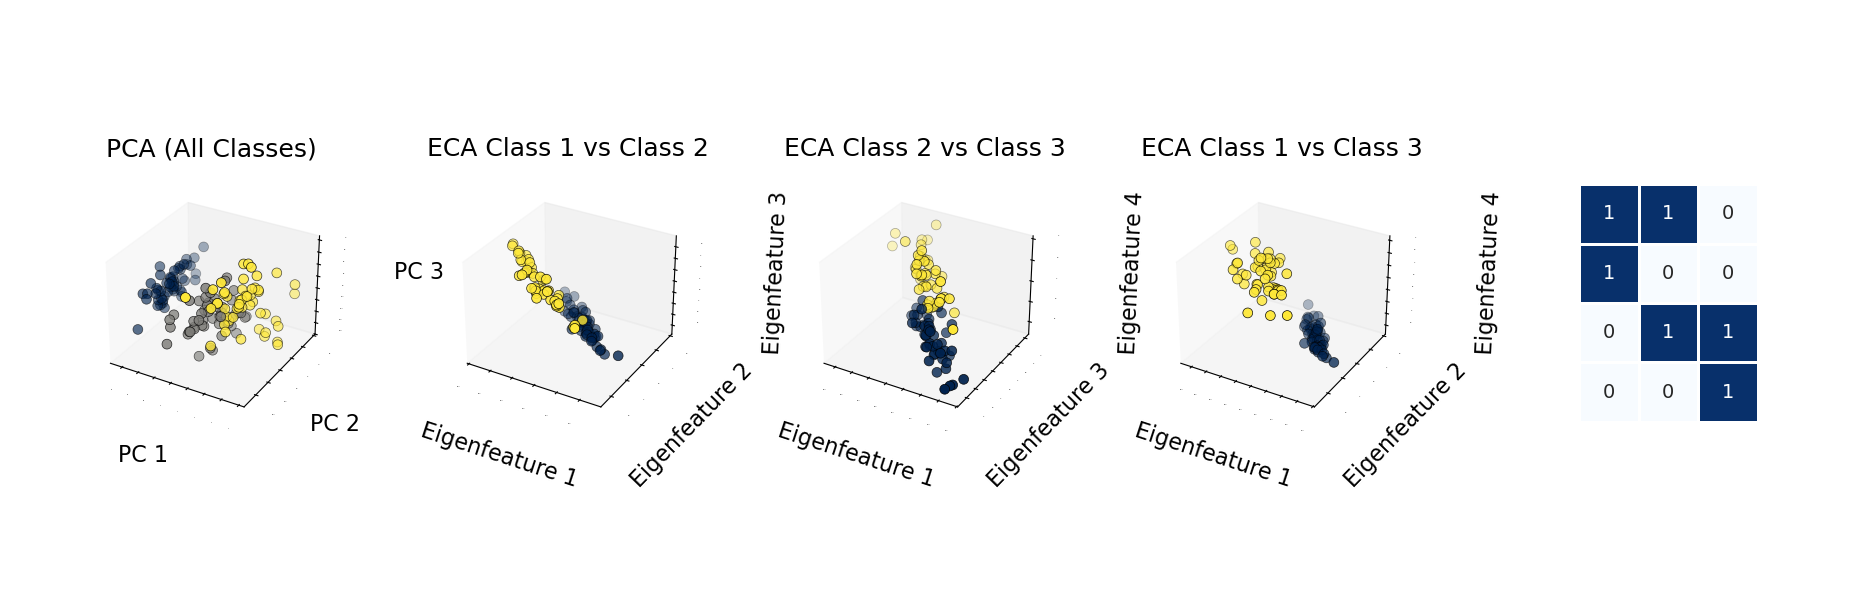 PCA (All Classes)
PC 1
PC 2
PC 3
ECA Class 1 vs Class 2
Eigenfeature 1
Eigenfeature 2
Eigenfeature 3
ECA Class 2 vs Class 3
Eigenfeature 1
Eigenfeature 3
Eigenfeature 4
ECA Class 1 vs Class 3
Eigenfeature 1
Eigenfeature 2
Eigenfeature 4
1 1 0
1 0 0
0 1 1
0 0 1